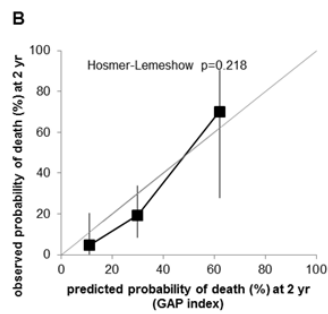 B
Hosmer-Lemeshow p=0.218
observed probability of death (%) at 2 yr
100
80
60
40
20
0
0 20 40 60 80 100
predicted probability of death (%) at 2 yr
(GAP index)